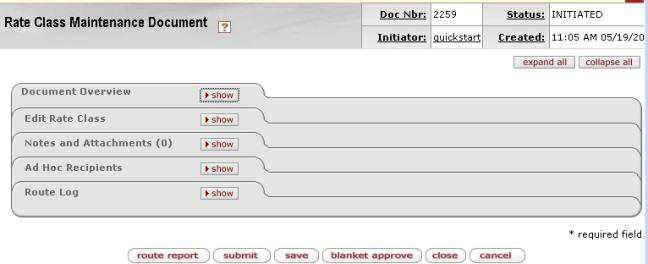 Rate Class Maintenance Document ?
Doc Nbr: 2259 Status: INITIATED
Initiator: quickstart Created: 11:05 AM 05/19/20
expand all collapse all
Document Overview show
Edit Rate Class show
Notes and Attachments (0) show
Ad Hoc Recipients show
Route Log show
* required field
route report submit save blanket approve close cancel